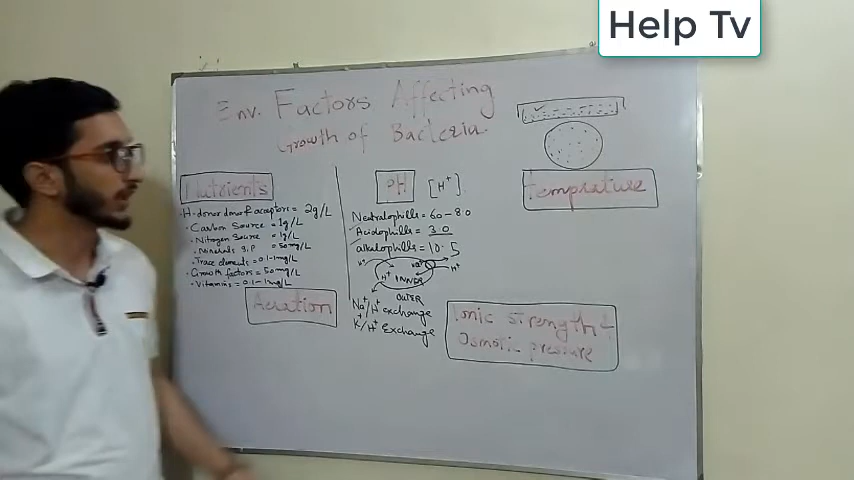 Help Tv
Env. Factors Affecting
Growth of Bacteria.
Nutrients
H-donor donor & acceptors = 2g/L
Carbon Source = 1g/L
Nitrogen Source = 1g/L
Minerals S,P = 50mg/L
Trace elements = 0.1-1mg/L
Growth factors = 50mg/L
Vitamins = 0.1-1mg/L
Aeration
PH [H+]
Neutralophills = 6.0-8.0
Acidophills = 3.0
alkalophills = 10.5
H+
Na+
H+
H+ INNER
OUTER
Na+/H+ exchange
K+/H+ Exchange
Temprature
Ionic strength &
Osmotic pressure